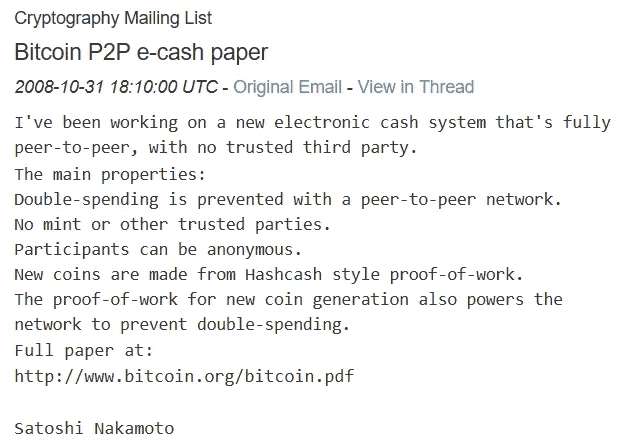 Cryptography Mailing List
Bitcoin P2P e-cash paper
2008-10-31 18:10:00 UTC - Original Email - View in Thread
I've been working on a new electronic cash system that's fully
peer-to-peer, with no trusted third party.
The main properties:
Double-spending is prevented with a peer-to-peer network.
No mint or other trusted parties.
Participants can be anonymous.
New coins are made from Hashcash style proof-of-work.
The proof-of-work for new coin generation also powers the
network to prevent double-spending.
Full paper at:
http://www.bitcoin.org/bitcoin.pdf
Satoshi Nakamoto